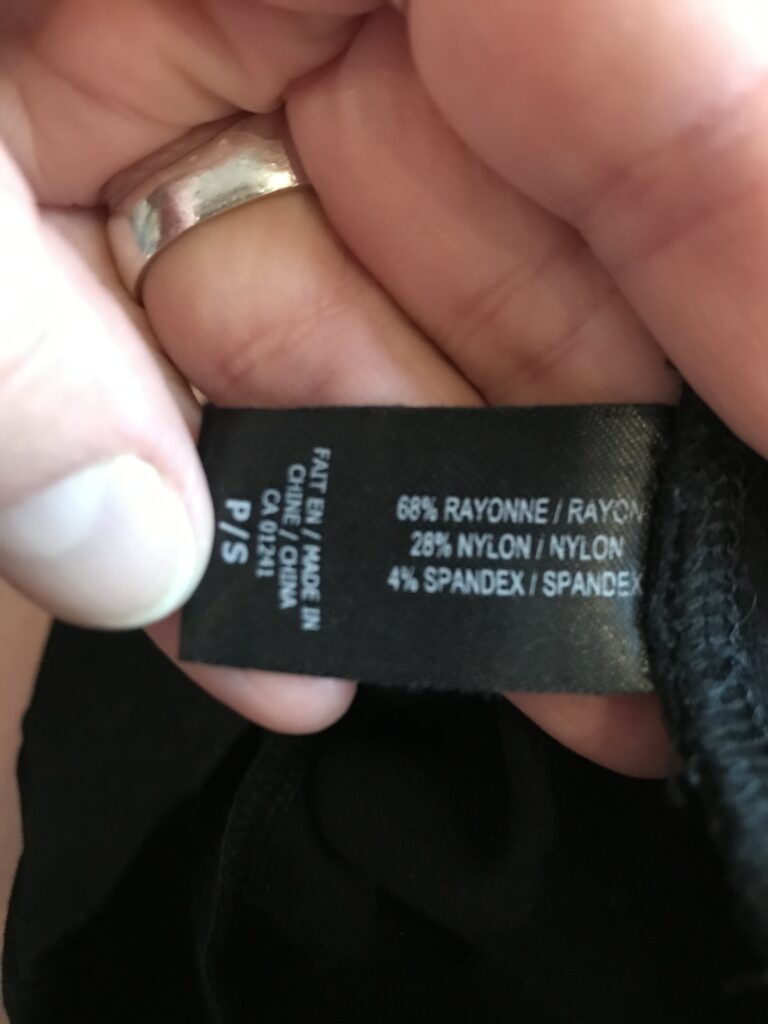 68% RAYONNE / RAYON
28% NYLON / NYLON
4% SPANDEX / SPANDEX
FAIT EN / MADE IN
CHINE / CHINA
CA 01241
P/S